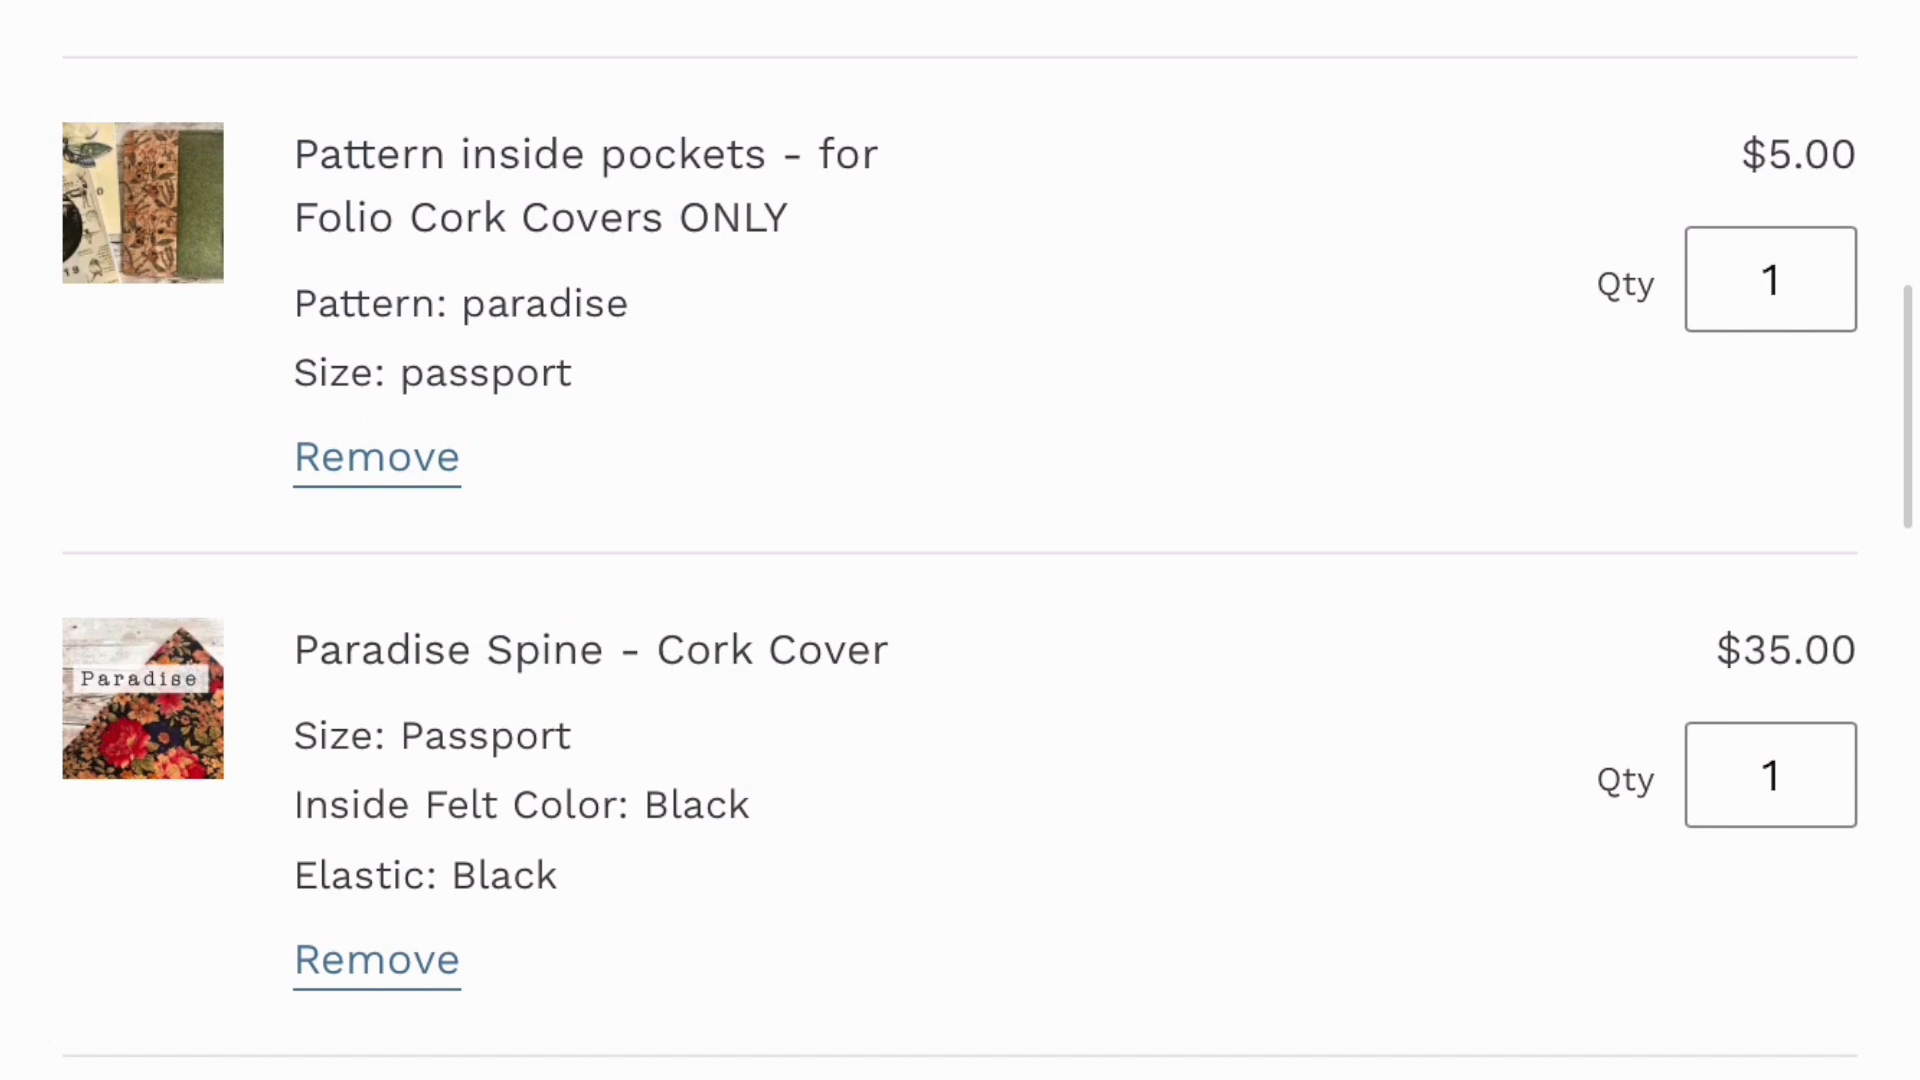 Pattern inside pockets - for
Folio Cork Covers ONLY
$5.00
Pattern: paradise
Size: passport
Qty
1
Remove
Paradise
Paradise Spine - Cork Cover
$35.00
Size: Passport
Inside Felt Color: Black
Elastic: Black
Qty
1
Remove